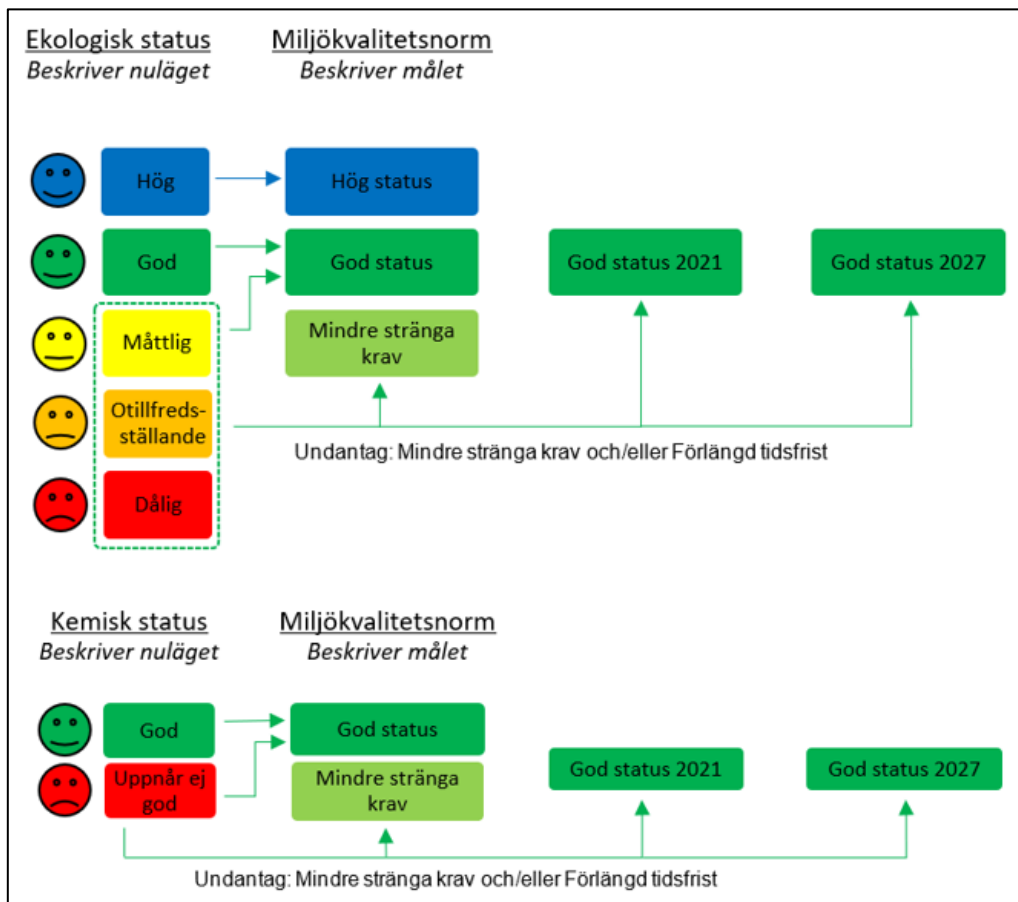 Ekologisk status
Beskriver nuläget
Miljökvalitetsnorm
Beskriver målet
Hög
Hög status
God
God status
God status 2021
God status 2027
Måttlig
Mindre stränga
krav
Otillfreds-
ställande
Undantag: Mindre stränga krav och/eller Förlängd tidsfrist
Dålig
Kemisk status
Beskriver nuläget
Miljökvalitetsnorm
Beskriver målet
God
God status
Uppnår ej
god
Mindre stränga
krav
God status 2021
God status 2027
Undantag: Mindre stränga krav och/eller Förlängd tidsfrist